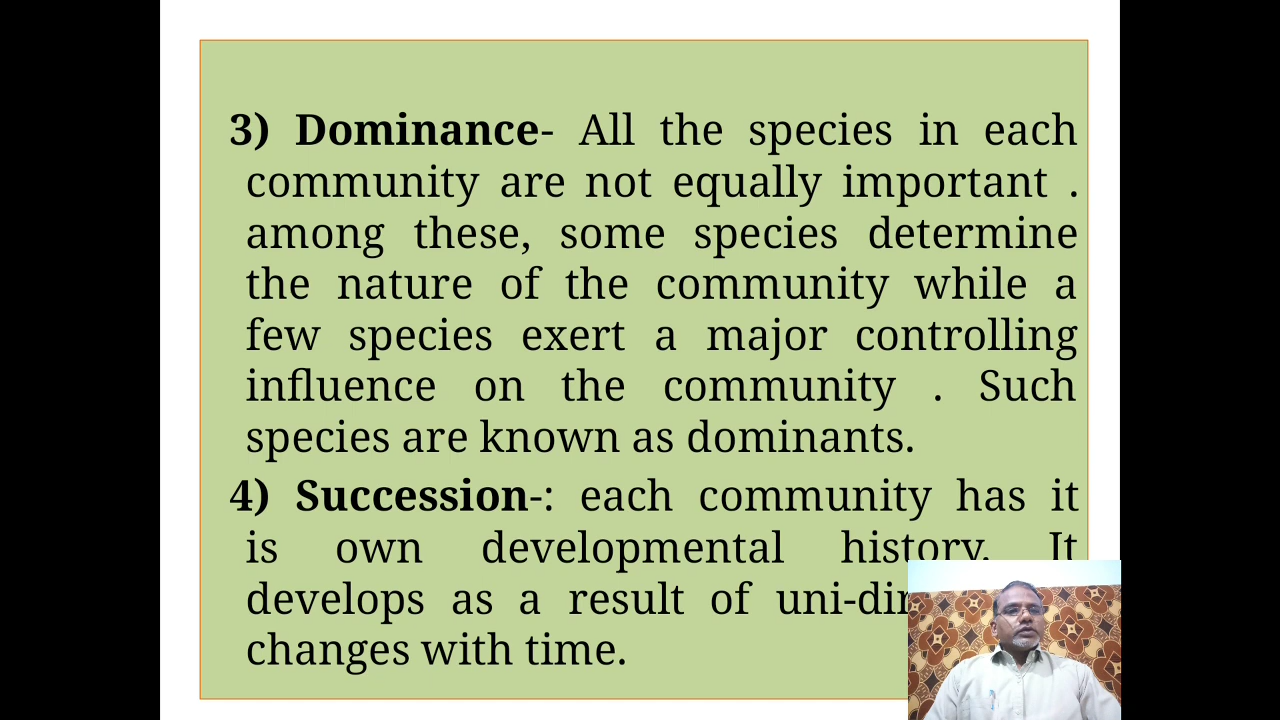 3) Dominance- All the species in each
community are not equally important .
among these, some species determine
the nature of the community while a
few species exert a major controlling
influence on the community . Such
species are known as dominants.
4) Succession-: each community has it
is own developmental history. It
develops as a result of
changes with time.